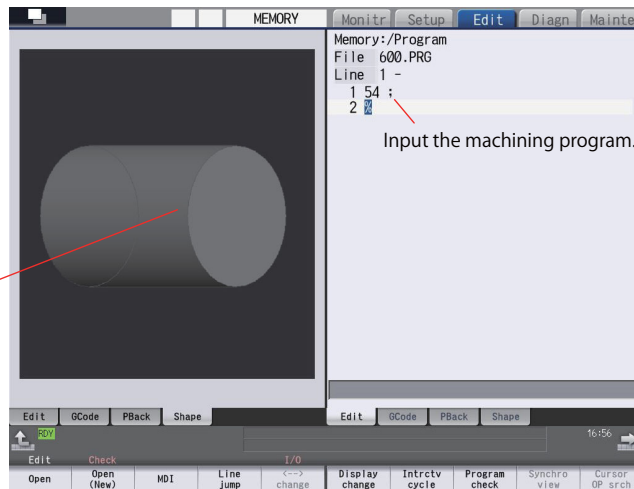 MEMORY
Monitr Setup Edit Diagn Mainte
Memory:/Program
File 600.PRG
Line 1 -
1 54 ;
2 %
Input the machining program.
Edit GCode PBack Shape
Edit GCode PBack Shape
RDY
16:56
Edit Check I/O
Open
Open (New)
MDI
Line jump
<--> change
Display change
Intrctv cycle
Program check
Synchro view
Cursor OP srch